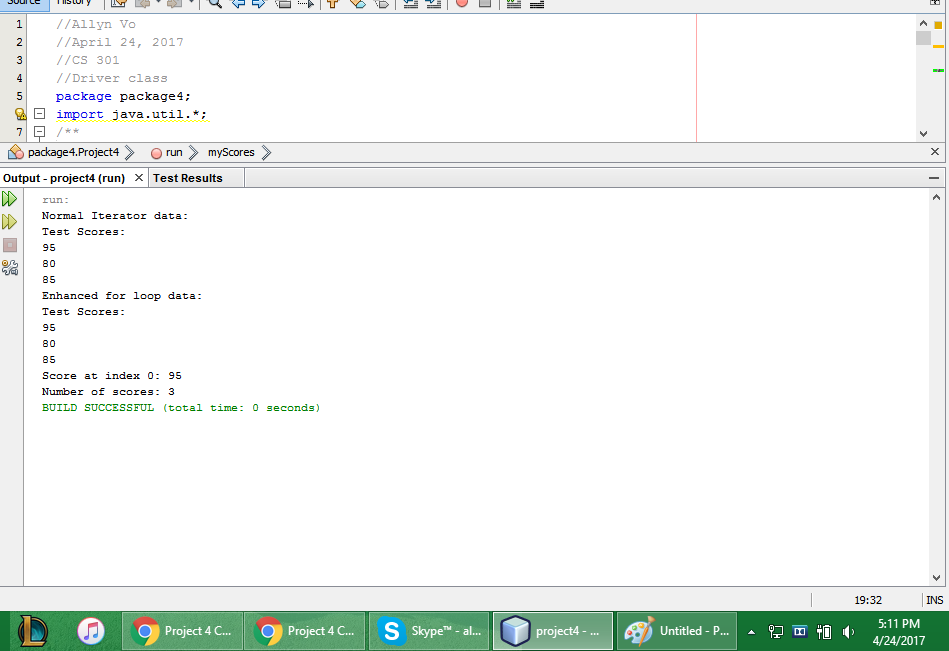 Source History
1 //Allyn Vo
2 //April 24, 2017
3 //CS 301
4 //Driver class
5 package package4;
import java.util.*;
7 /**
package4.Project4 run myScores
Output - project4 (run) Test Results
run:
Normal Iterator data:
Test Scores:
95
80
85
Enhanced for loop data:
Test Scores:
95
80
85
Score at index 0: 95
Number of scores: 3
BUILD SUCCESSFUL (total time: 0 seconds)
19:32 INS
Project 4 C... Project 4 C... Skype™ - al... project4 - ... Untitled - P... 5:11 PM
4/24/2017